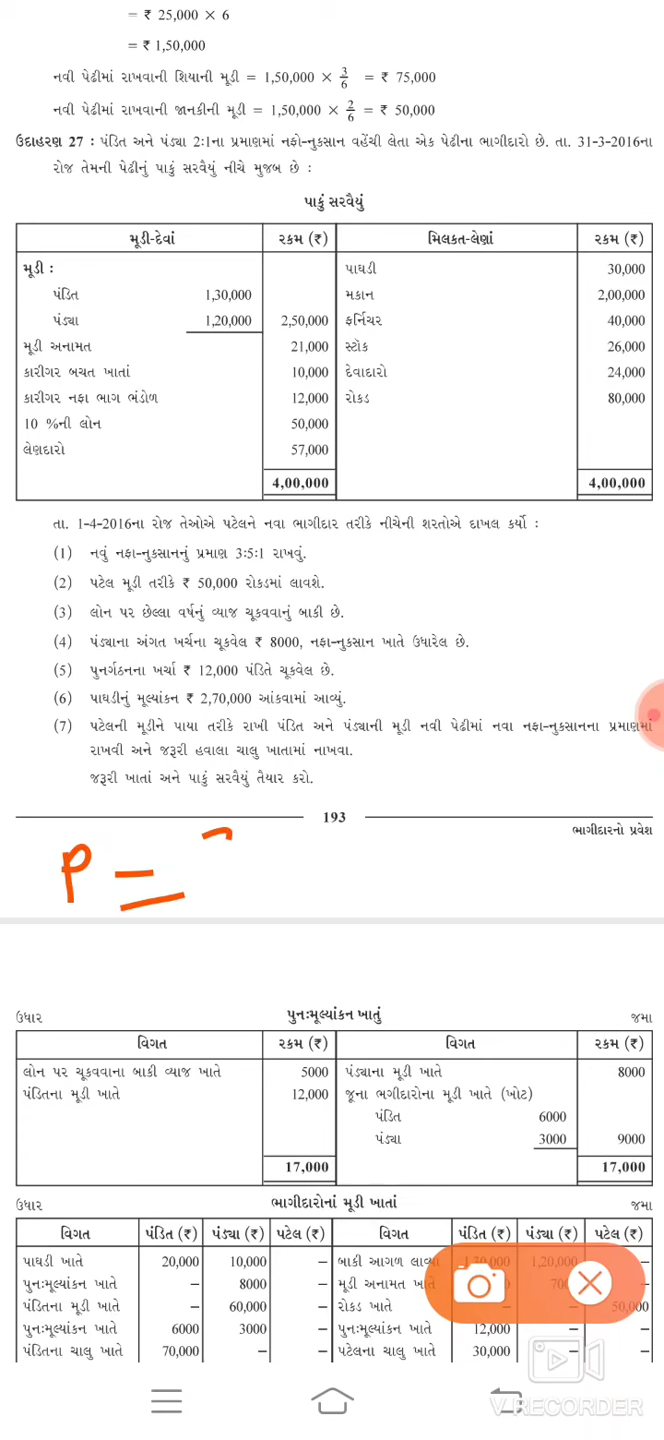 = ₹ 25,000 × 6
= ₹ 1,50,000
નવી પેઢીમાં રાખવાની શિયાની મૂડી = 1,50,000 × 3/6 = ₹ 75,000
નવી પેઢીમાં રાખવાની જાનકીની મૂડી = 1,50,000 × 2/6 = ₹ 50,000
ઉદાહરણ 27 : પંડિત અને પંડ્યા 2:1ના પ્રમાણમાં નફો-નુકસાન વહેંચી લેતા એક પેઢીના ભાગીદારો છે. તા. 31-3-2016ના
રોજ તેમની પેઢીનું પાકું સરવૈયું નીચે મુજબ છે :
પાકું સરવૈયું
મૂડી-દેવાં રકમ (₹) મિલકત-લેણાં રકમ (₹)
મૂડી : પાઘડી 30,000
પંડિત 1,30,000 મકાન 2,00,000
પંડ્યા 1,20,000 2,50,000 ફર્નિચર 40,000
મૂડી અનામત 21,000 સ્ટૉક 26,000
કારીગર બચત ખાતાં 10,000 દેવાદારો 24,000
કારીગર નફા ભાગ ભંડોળ 12,000 રોકડ 80,000
10 %ની લોન 50,000
લેણદારો 57,000
4,00,000 4,00,000
તા. 1-4-2016ના રોજ તેઓએ પટેલને નવા ભાગીદાર તરીકે નીચેની શરતોએ દાખલ કર્યો :
(1) નવું નફા-નુકસાનનું પ્રમાણ 3:5:1 રાખવું.
(2) પટેલ મૂડી તરીકે ₹ 50,000 રોકડમાં લાવશે.
(3) લોન પર છેલ્લા વર્ષનું વ્યાજ ચૂકવવાનું બાકી છે.
(4) પંડ્યાના અંગત ખર્ચના ચૂકવેલ ₹ 8000, નફા-નુકસાન ખાતે ઉધારેલ છે.
(5) પુનર્ગઠનના ખર્ચા ₹ 12,000 પંડિતે ચૂકવેલ છે.
(6) પાઘડીનું મૂલ્યાંકન ₹ 2,70,000 આંકવામાં આવ્યું.
(7) પટેલની મૂડીને પાયા તરીકે રાખી પંડિત અને પંડ્યાની મૂડી નવી પેઢીમાં નવા નફા-નુકસાનના પ્રમાણમાં
રાખવી અને જરૂરી હવાલા ચાલુ ખાતામાં નાખવા.
જરૂરી ખાતાં અને પાકું સરવૈયું તૈયાર કરો.
193
ભાગીદારનો પ્રવેશ
P =
ઉધાર પુનઃમૂલ્યાંકન ખાતું જમા
વિગત રકમ (₹) વિગત રકમ (₹)
લોન પર ચૂકવવાના બાકી વ્યાજ ખાતે 5000 પંડ્યાના મૂડી ખાતે 8000
પંડિતના મૂડી ખાતે 12,000 જૂના ભગીદારોના મૂડી ખાતે (ખોટ)
પંડિત 6000
પંડ્યા 3000 9000
17,000 17,000
ઉધાર ભાગીદારોનાં મૂડી ખાતાં જમા
વિગત પંડિત (₹) પંડ્યા (₹) પટેલ (₹) વિગત પંડિત (₹) પંડ્યા (₹) પટેલ (₹)
પાઘડી ખાતે 20,000 10,000 – બાકી આગળ લાવ્યા 1,30,000 1,20,000 –
પુનઃમૂલ્યાંકન ખાતે – 8000 – મૂડી અનામત ખાતે
પંડિતના મૂડી ખાતે – 60,000 – રોકડ ખાતે – – 50,000
પુનઃમૂલ્યાંકન ખાતે 6000 3000 – પુનઃમૂલ્યાંકન ખાતે 12,000 – –
પંડિતના ચાલુ ખાતે 70,000 – – પટેલના ચાલુ ખાતે 30,000 – –
V RECORDER